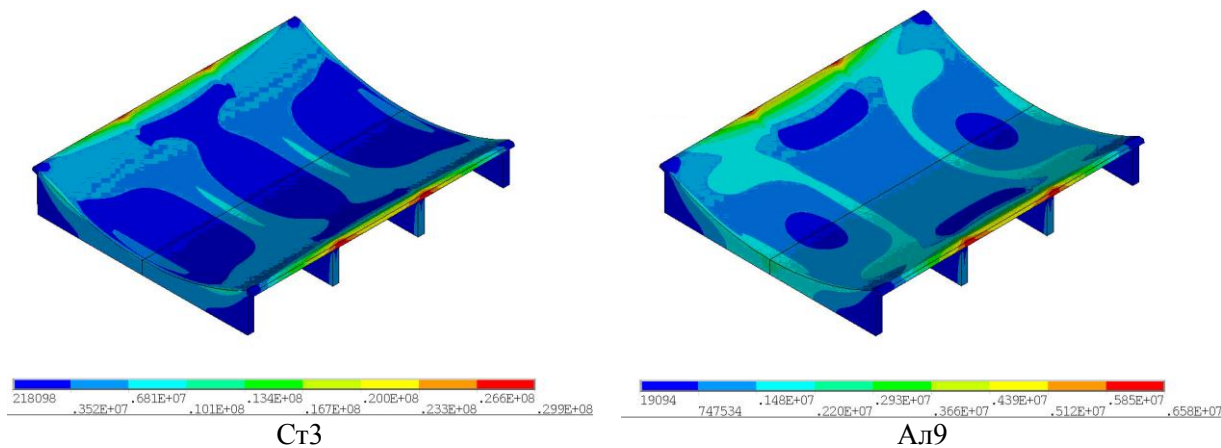 218098 .681E+07 .134E+08 .200E+08 .266E+08
.352E+07 .101E+08 .167E+08 .233E+08 .299E+08
Ст3
19094 .148E+07 .293E+07 .439E+07 .585E+07
747534 .220E+07 .366E+07 .512E+07 .658E+07
Ал9